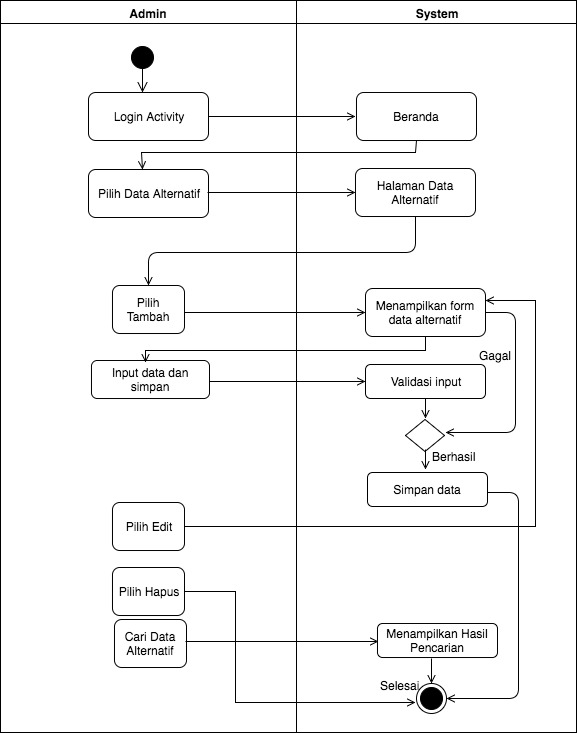 Admin
System
Login Activity
Beranda
Pilih Data Alternatif
Halaman Data
Alternatif
Pilih
Tambah
Menampilkan form
data alternatif
Gagal
Input data dan
simpan
Validasi input
Berhasil
Simpan data
Pilih Edit
Pilih Hapus
Cari Data
Alternatif
Menampilkan Hasil
Pencarian
Selesai